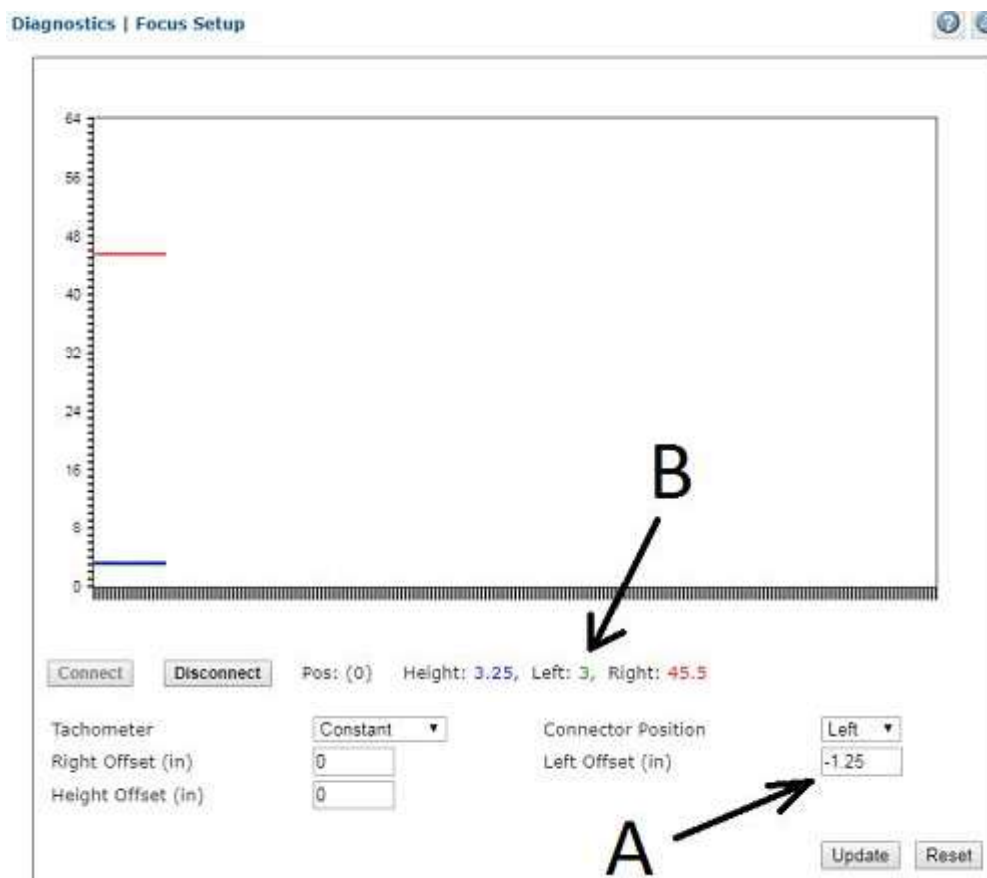 Diagnostics | Focus Setup
64
56
48
40
32
24
16
8
0
B
Connect Disconnect Pos: (0) Height: 3.25, Left: 3, Right: 45.5
Tachometer Constant Connector Position Left
Right Offset (in) 0 Left Offset (in) -1.25
Height Offset (in) 0
A
Update Reset